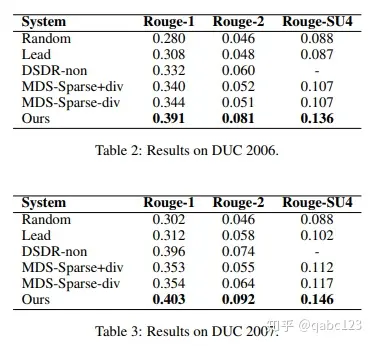 System Rouge-1 Rouge-2 Rouge-SU4
Random 0.280 0.046 0.088
Lead 0.308 0.048 0.087
DSDR-non 0.332 0.060 -
MDS-Sparse+div 0.340 0.052 0.107
MDS-Sparse-div 0.344 0.051 0.107
Ours 0.391 0.081 0.136
Table 2: Results on DUC 2006.
System Rouge-1 Rouge-2 Rouge-SU4
Random 0.302 0.046 0.088
Lead 0.312 0.058 0.102
DSDR-non 0.396 0.074 -
MDS-Sparse+div 0.353 0.055 0.112
MDS-Sparse-div 0.354 0.064 0.117
Ours 0.403 0.092 0.146
Table 3: Results on DUC 2007.
知乎 @qabc123